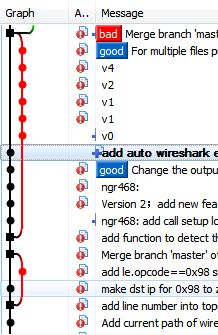 Graph A.. Message
bad Merge branch 'mast
good For multiple files p
v4
v2
v1
v1
v0
add auto wireshark e
good Change the outpu
ngr468:
Version 2; add new fea
ngr468: add call setup lo
add function to detect th
Merge branch 'master' of
add le.opcode==0x98 s
make dst ip for 0x98 to z
add line number into top
Add current path of wire